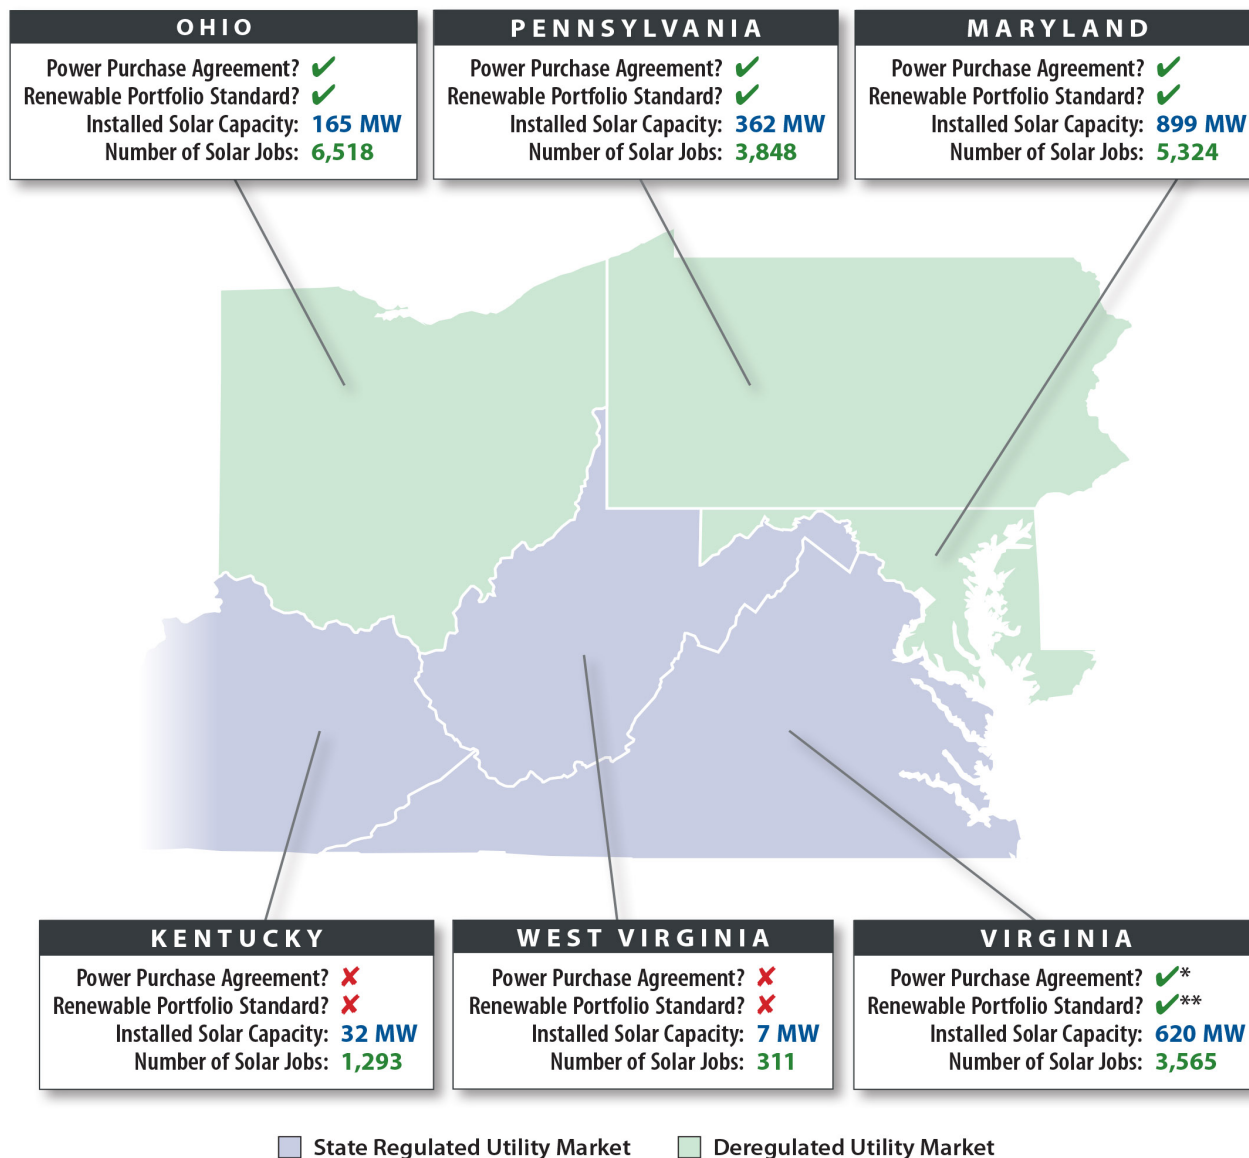 OHIO
Power Purchase Agreement? ✔
Renewable Portfolio Standard? ✔
Installed Solar Capacity: 165 MW
Number of Solar Jobs: 6,518
PENNSYLVANIA
Power Purchase Agreement? ✔
Renewable Portfolio Standard? ✔
Installed Solar Capacity: 362 MW
Number of Solar Jobs: 3,848
MARYLAND
Power Purchase Agreement? ✔
Renewable Portfolio Standard? ✔
Installed Solar Capacity: 899 MW
Number of Solar Jobs: 5,324
KENTUCKY
Power Purchase Agreement? ✘
Renewable Portfolio Standard? ✘
Installed Solar Capacity: 32 MW
Number of Solar Jobs: 1,293
WEST VIRGINIA
Power Purchase Agreement? ✘
Renewable Portfolio Standard? ✘
Installed Solar Capacity: 7 MW
Number of Solar Jobs: 311
VIRGINIA
Power Purchase Agreement? ✔*
Renewable Portfolio Standard? ✔**
Installed Solar Capacity: 620 MW
Number of Solar Jobs: 3,565
State Regulated Utility Market
Deregulated Utility Market